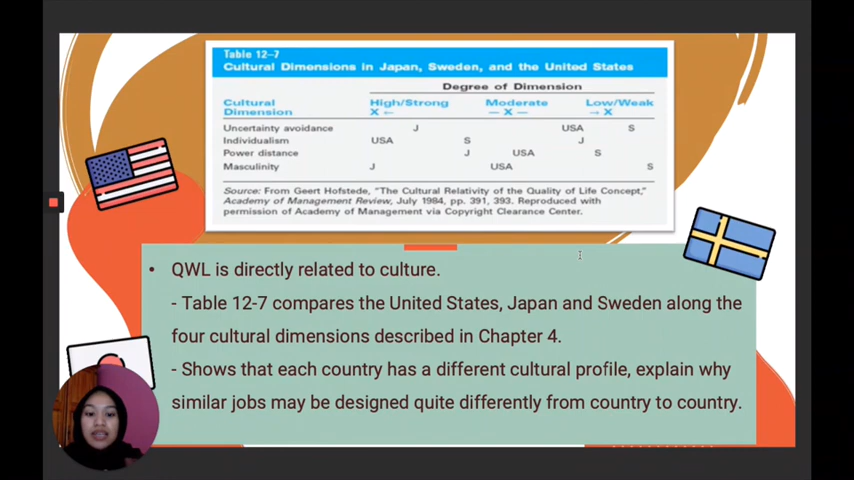 Table 12–7
Cultural Dimensions in Japan, Sweden, and the United States
Degree of Dimension
Cultural Dimension High/Strong X ← Moderate — X — Low/Weak → X
Uncertainty avoidance J USA S
Individualism USA S J
Power distance J USA S
Masculinity J USA S
Source: From Geert Hofstede, "The Cultural Relativity of the Quality of Life Concept,"
Academy of Management Review, July 1984, pp. 391, 393. Reproduced with
permission of Academy of Management via Copyright Clearance Center.
• QWL is directly related to culture.
- Table 12-7 compares the United States, Japan and Sweden along the
four cultural dimensions described in Chapter 4.
- Shows that each country has a different cultural profile, explain why
similar jobs may be designed quite differently from country to country.